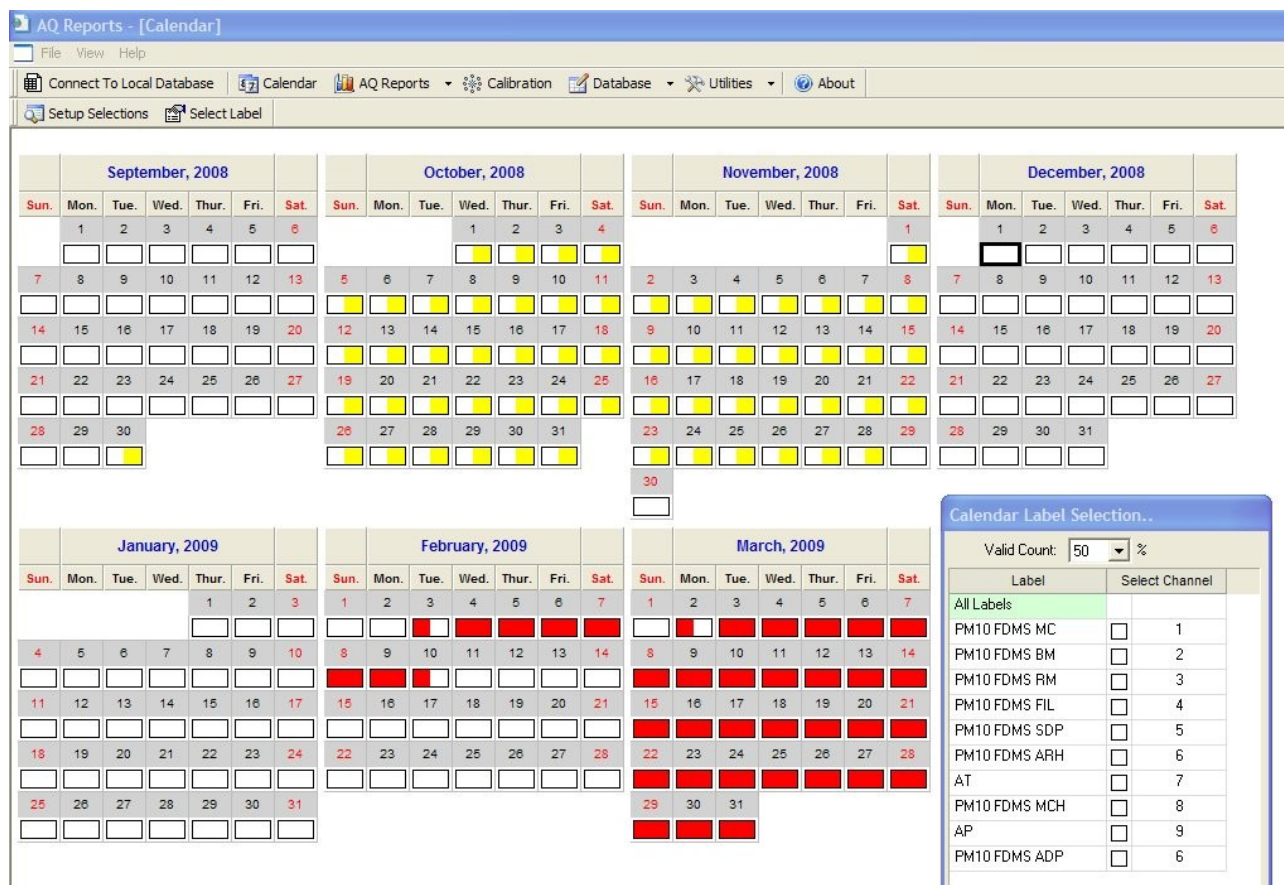 AQ Reports - [Calendar]
File View Help
Connect To Local Database Calendar AQ Reports Calibration Database Utilities About
Setup Selections Select Label
September, 2008 October, 2008 November, 2008 December, 2008
Sun. Mon. Tue. Wed. Thur. Fri. Sat. Sun. Mon. Tue. Wed. Thur. Fri. Sat. Sun. Mon. Tue. Wed. Thur. Fri. Sat. Sun. Mon. Tue. Wed. Thur. Fri. Sat.
1 2 3 4 5 6 1 2 3 4 1 1 2 3 4 5 6
7 8 9 10 11 12 13 5 6 7 8 9 10 11 2 3 4 5 6 7 8 7 8 9 10 11 12 13
14 15 16 17 18 19 20 12 13 14 15 16 17 18 9 10 11 12 13 14 15 14 15 16 17 18 19 20
21 22 23 24 25 26 27 19 20 21 22 23 24 25 16 17 18 19 20 21 22 21 22 23 24 25 26 27
28 29 30 26 27 28 29 30 31 23 24 25 26 27 28 29 28 29 30 31
30
January, 2009 February, 2009 March, 2009
Sun. Mon. Tue. Wed. Thur. Fri. Sat. Sun. Mon. Tue. Wed. Thur. Fri. Sat. Sun. Mon. Tue. Wed. Thur. Fri. Sat.
1 2 3 1 2 3 4 5 6 7 1 2 3 4 5 6 7
4 5 6 7 8 9 10 8 9 10 11 12 13 14 8 9 10 11 12 13 14
11 12 13 14 15 16 17 15 16 17 18 19 20 21 15 16 17 18 19 20 21
18 19 20 21 22 23 24 22 23 24 25 26 27 28 22 23 24 25 26 27 28
25 26 27 28 29 30 31 29 30 31
Calendar Label Selection..
Valid Count: 50 %
Label Select Channel
All Labels
PM10 FDMS MC 1
PM10 FDMS BM 2
PM10 FDMS RM 3
PM10 FDMS FIL 4
PM10 FDMS SDP 5
PM10 FDMS ARH 6
AT 7
PM10 FDMS MCH 8
AP 9
PM10 FDMS ADP 6